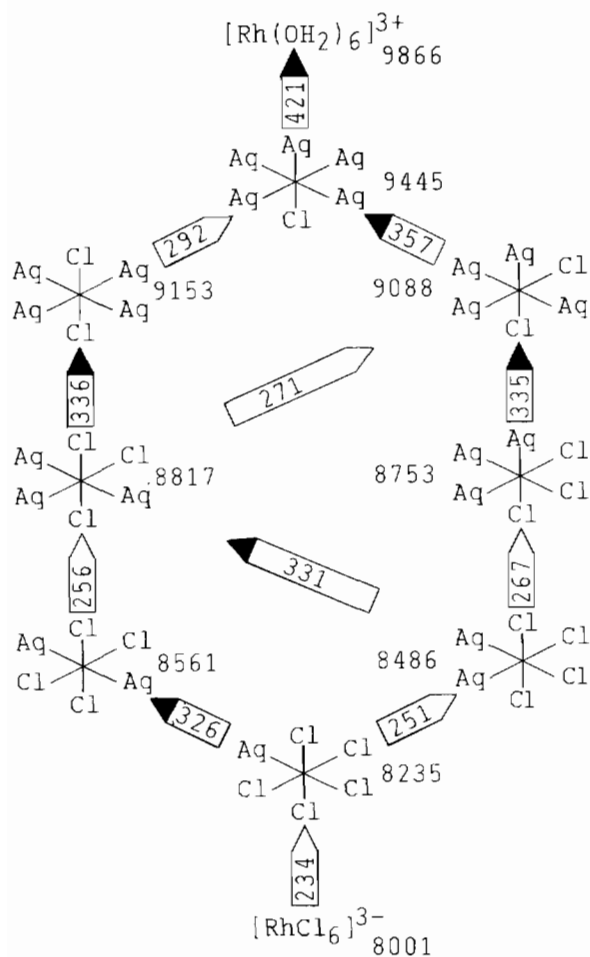 [Rh(OH2)6]3+
9866
421
Aq
Aq Aq
9445
Aq Aq
Cl
292
357
Cl
Aq Aq
9153
Aq Aq
Cl
Aq
Aq Cl
9088
Aq Aq
Cl
271
336
335
Cl
Aq Cl
8817
Aq Aq
Cl
Aq
Aq Cl
8753
Aq Cl
Cl
331
256
267
Cl
Aq Cl
8561
Cl Aq
Cl
Cl
Aq Cl
8486
Aq Cl
Cl
326
251
Cl
Aq Cl
8235
Cl Cl
Cl
234
[RhCl6]3−
8001